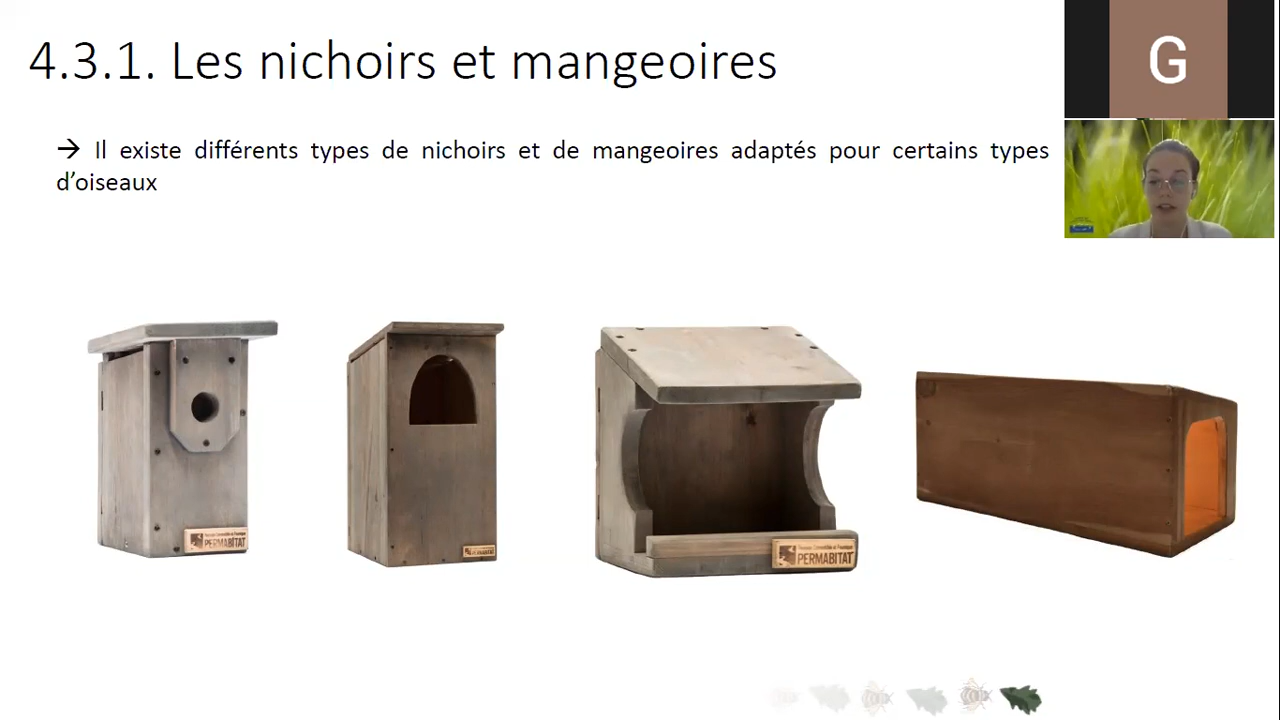 4.3.1. Les nichoirs et mangeoires
G
→ Il existe différents types de nichoirs et de mangeoires adaptés pour certains types
d’oiseaux
PERMABITAT
PERMABITAT
PERMABITAT